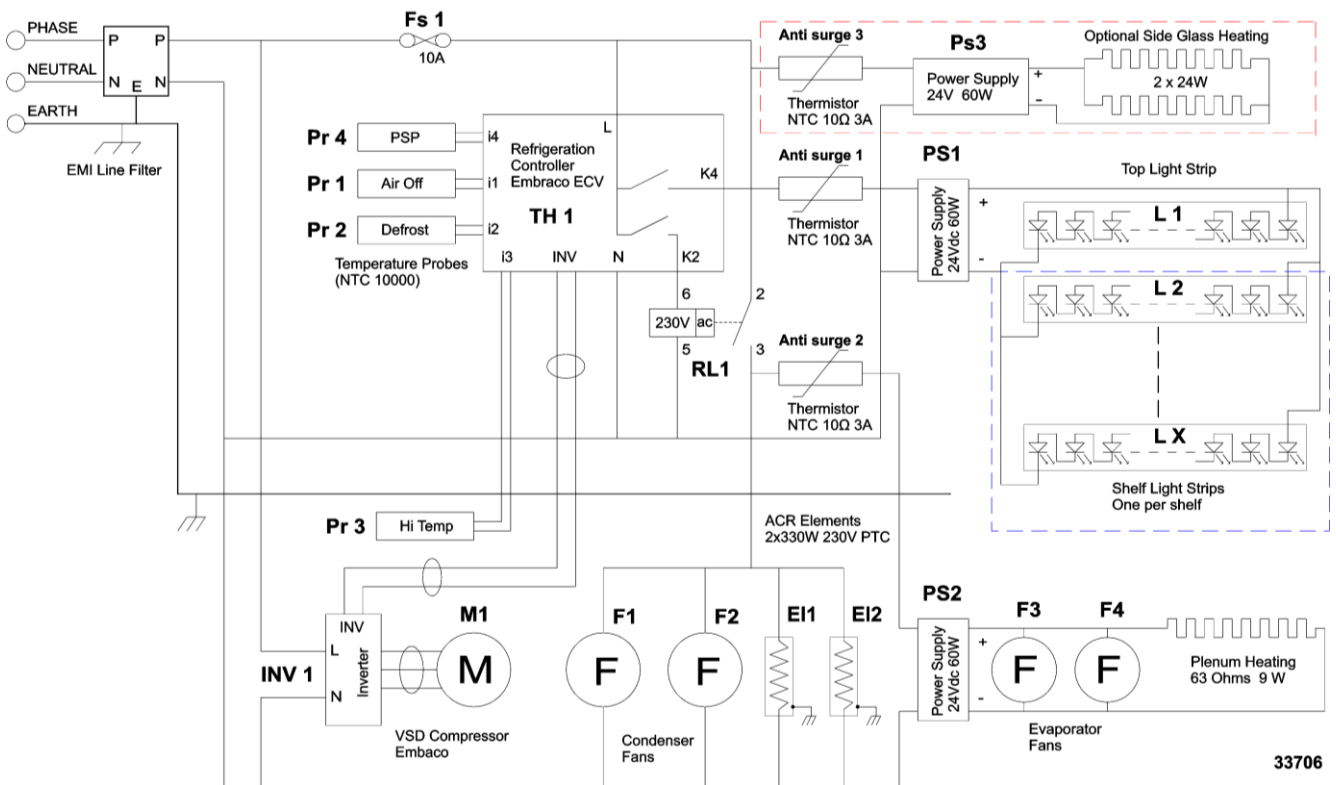 PHASE
NEUTRAL
EARTH
P
P
N
E
N
EMI Line Filter
Fs 1
10A
Anti surge 3
Thermistor
NTC 10Ω 3A
Ps3
Power Supply
24V 60W
+
-
Optional Side Glass Heating
2 x 24W
Pr 4
PSP
i4
Pr 1
Air Off
i1
Pr 2
Defrost
i2
Temperature Probes
(NTC 10000)
L
Refrigeration
Controller
Embraco ECV
TH 1
K4
i3
INV
N
K2
Anti surge 1
Thermistor
NTC 10Ω 3A
PS1
Power Supply
24Vdc 60W
+
-
Top Light Strip
L 1
L 2
L X
Shelf Light Strips
One per shelf
6
230V
ac
5
2
3
RL1
Anti surge 2
Thermistor
NTC 10Ω 3A
Pr 3
Hi Temp
ACR Elements
2x330W 230V PTC
INV 1
INV
L
N
Inverter
M1
M
VSD Compressor
Embaco
F1
F
F2
F
Condenser
Fans
El1
El2
PS2
Power Supply
24Vdc 60W
+
-
F3
F
F4
F
Evaporator
Fans
Plenum Heating
63 Ohms 9 W
33706